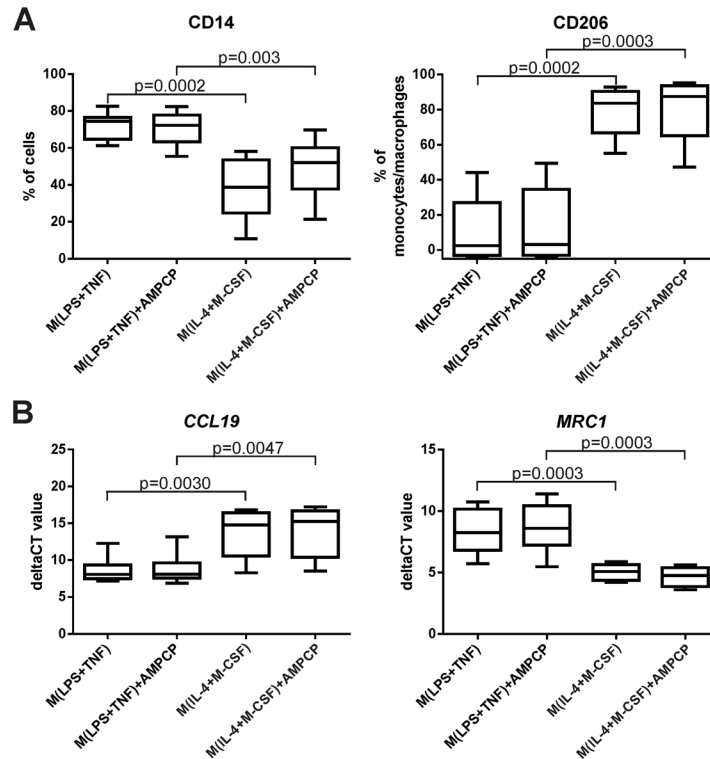 A
CD14
p=0.003
p=0.0002
100
80
60
40
20
0
% of cells
M(LPS+TNF)
M(LPS+TNF)+AMPCP
M(IL-4+M-CSF)
M(IL-4+M-CSF)+AMPCP
CD206
p=0.0003
p=0.0002
100
80
60
40
20
0
% of
monocytes/macrophages
M(LPS+TNF)
M(LPS+TNF)+AMPCP
M(IL-4+M-CSF)
M(IL-4+M-CSF)+AMPCP
B
CCL19
p=0.0047
p=0.0030
25
20
15
10
5
0
deltaCT value
M(LPS+TNF)
M(LPS+TNF)+AMPCP
M(IL-4+M-CSF)
M(IL-4+M-CSF)+AMPCP
MRC1
p=0.0003
p=0.0003
15
10
5
0
deltaCT value
M(LPS+TNF)
M(LPS+TNF)+AMPCP
M(IL-4+M-CSF)
M(IL-4+M-CSF)+AMPCP